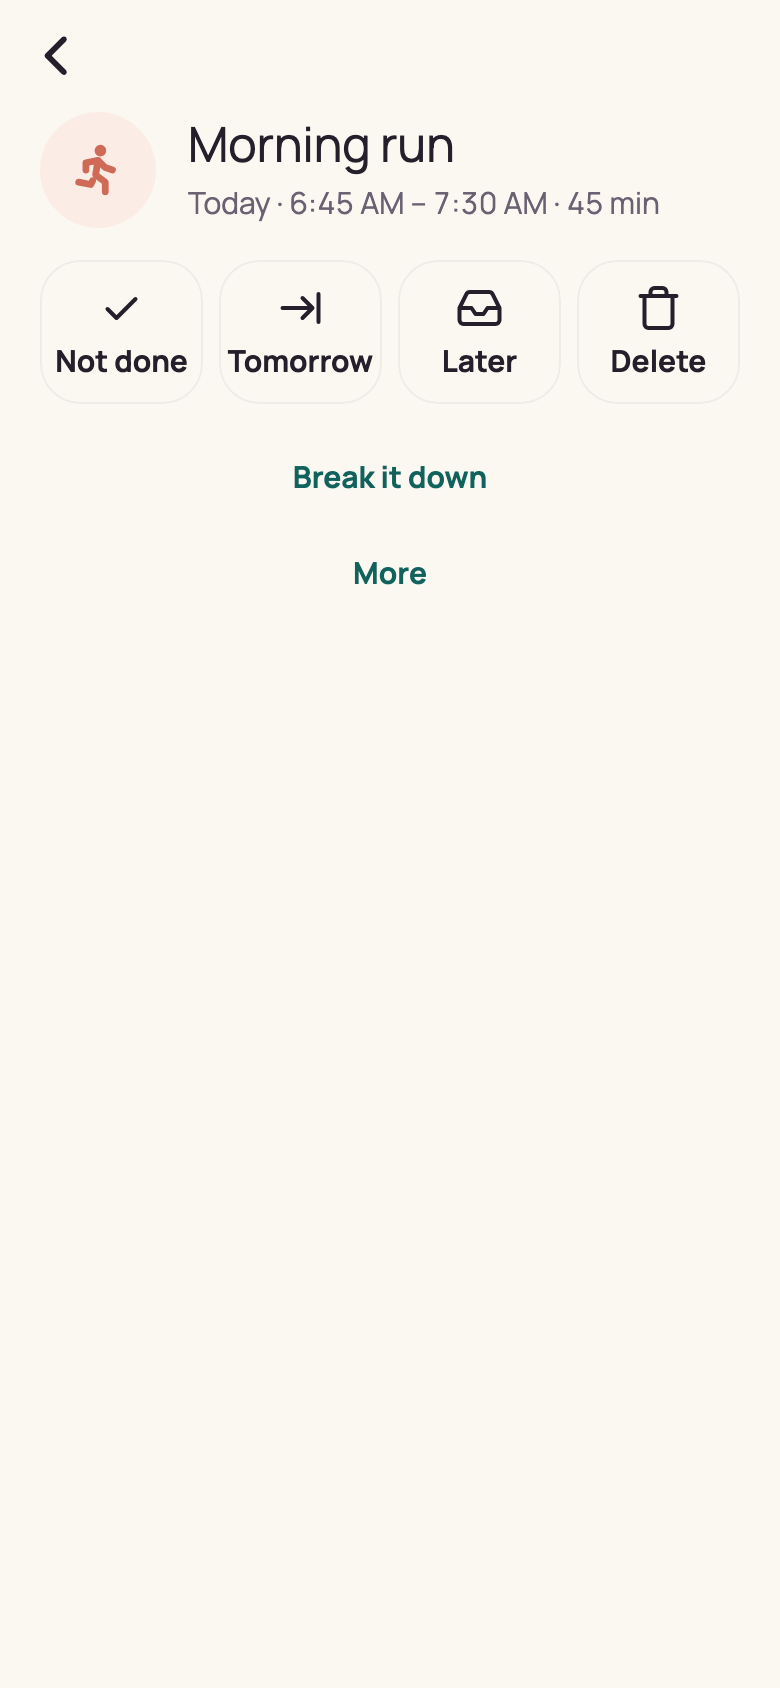 Morning run
Today · 6:45 AM – 7:30 AM · 45 min
Not done
Tomorrow
Later
Delete
Break it down
More